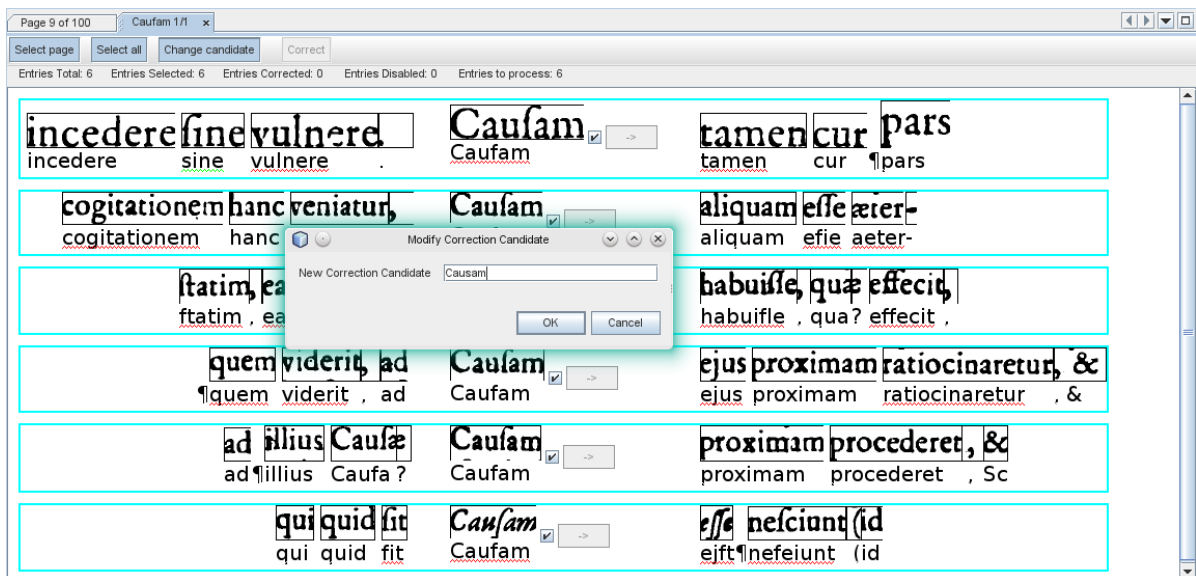 Page 9 of 100 Caufam 1/1 x
Select page Select all Change candidate Correct
Entries Total: 6 Entries Selected: 6 Entries Corrected: 0 Entries Disabled: 0 Entries to process: 6
incedere ſine vulnere. Cauſam -> tamen cur pars
incedere sine vulnere . Caufam tamen cur ¶pars
cogitationem hanc veniatur, Cauſam -> aliquam eſſe æter-
cogitationem hanc aliquam efie aeter-
Modify Correction Candidate
New Correction Candidate Causam
OK Cancel
ſtatim, ea habuiſſe, quæ effecit,
ftatim , ea habuifle , qua? effecit ,
quem viderit, ad Cauſam -> ejus proximam ratiocinaretur, &
¶quem viderit , ad Caufam ejus proximam ratiocinaretur , &
ad illius Cauſæ Cauſam -> proximam procederet, &
ad ¶illius Caufa ? Caufam proximam procederet , Sc
qui quid ſit Cauſam -> eſſe neſciunt (id
qui quid fit Caufam ejft¶nefeiunt (id